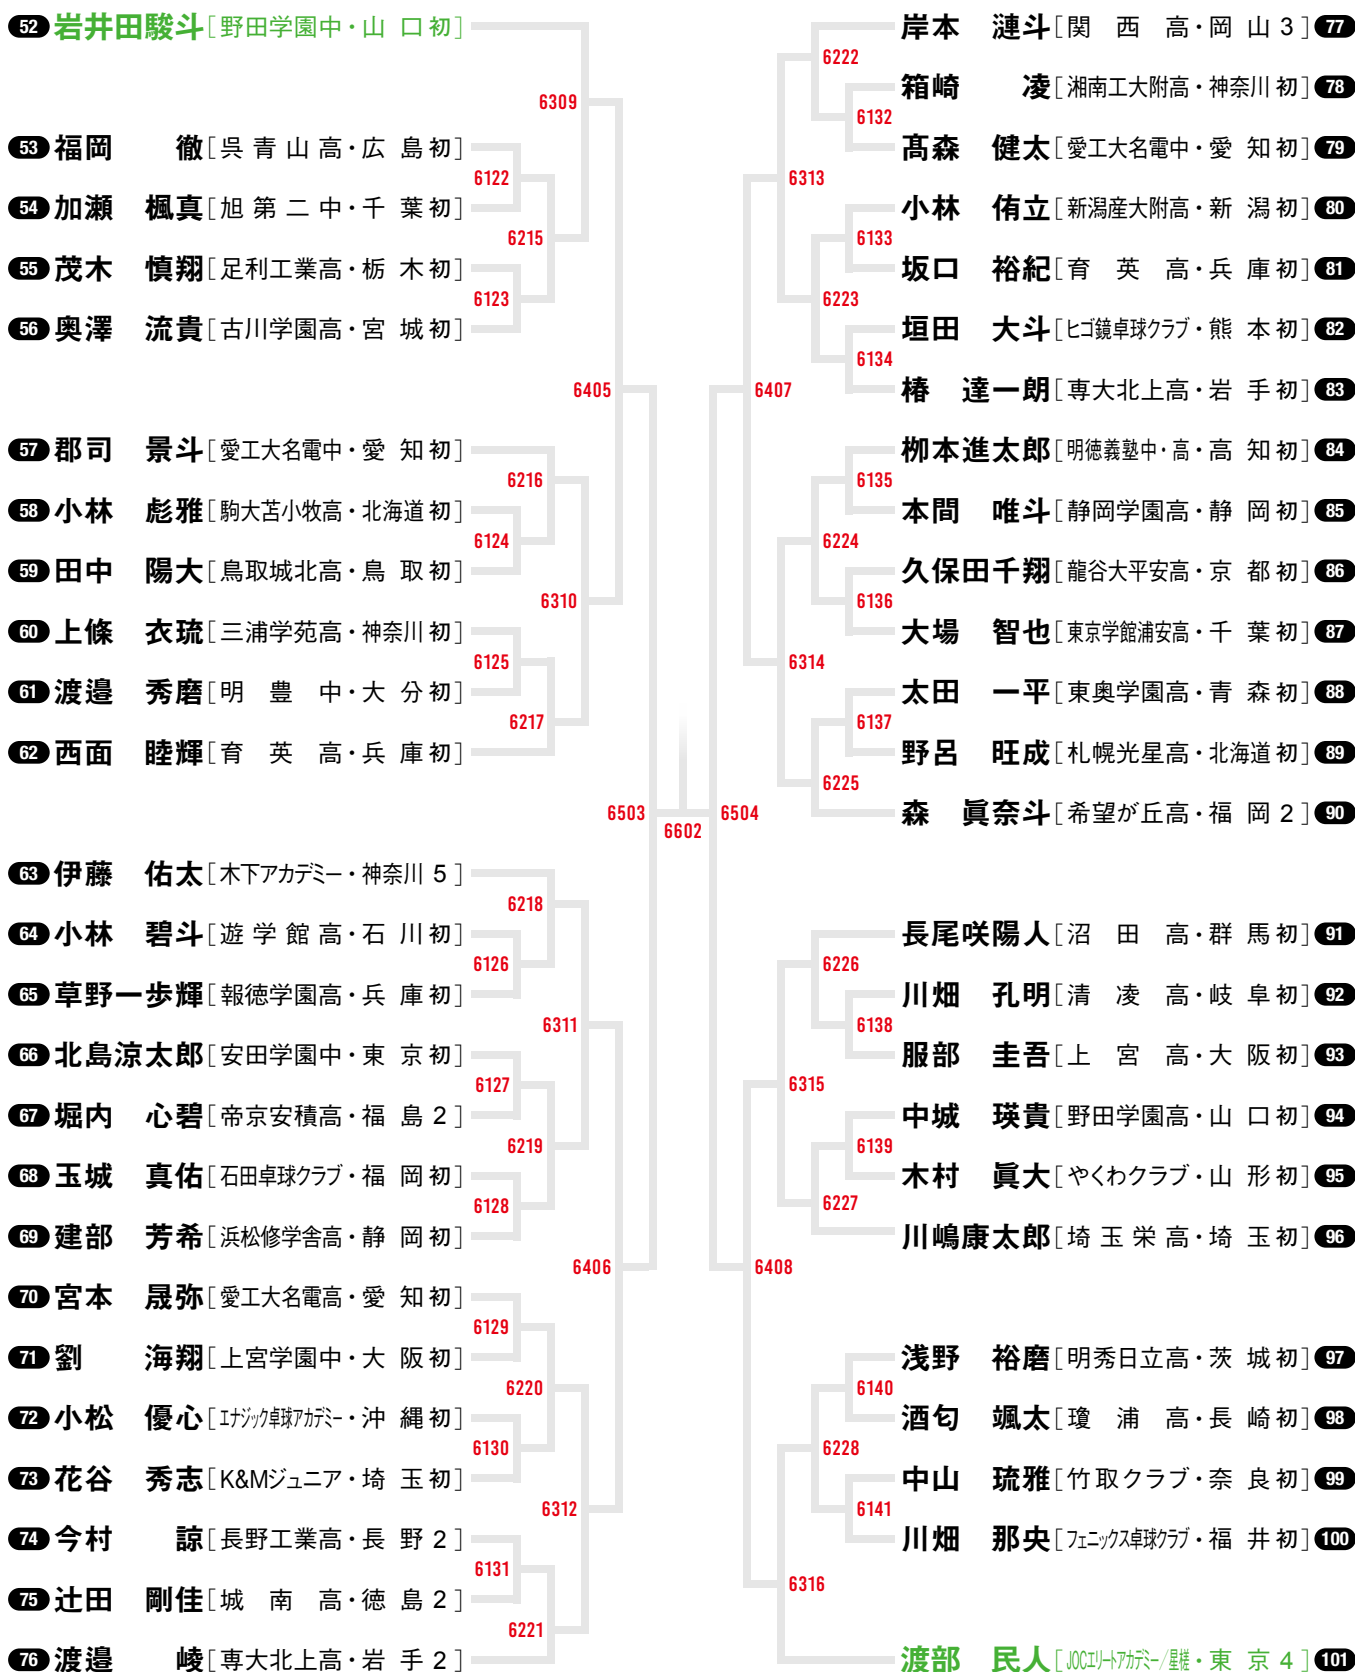 52 岩井田駿斗［野田学園中・山 口初］
6309
53 福岡 徹［呉青山高・広 島初］
6122
54 加瀬 楓真［旭第二中・千 葉初］
6215
55 茂木 慎翔［足利工業高・栃 木初］
6123
56 奥澤 流貴［古川学園高・宮 城初］
6405
57 郡司 景斗［愛工大名電中・愛 知初］
6216
58 小林 彪雅［駒大苫小牧高・北海道初］
6124
59 田中 陽大［鳥取城北高・鳥 取初］
6310
60 上條 衣琉［三浦学苑高・神奈川初］
6125
61 渡邉 秀磨［明豊中・大 分初］
6217
62 西面 睦輝［育英高・兵 庫初］
6503
6602
63 伊藤 佑太［木下アカデミー・神奈川5］
6218
64 小林 碧斗［遊学館高・石 川初］
6126
65 草野一歩輝［報徳学園高・兵 庫初］
6311
66 北島涼太郎［安田学園中・東 京初］
6127
67 堀内 心碧［帝京安積高・福 島2］
6219
68 玉城 真佑［石田卓球クラブ・福 岡初］
6128
69 建部 芳希［浜松修学舎高・静 岡初］
6406
70 宮本 晟弥［愛工大名電高・愛 知初］
6129
71 劉 海翔［上宮学園中・大 阪初］
6220
72 小松 優心［エナジック卓球アカデミー・沖 縄初］
6130
73 花谷 秀志［K&Mジュニア・埼 玉初］
6312
74 今村 諒［長野工業高・長 野2］
6131
75 辻田 剛佳［城南高・徳 島2］
6221
76 渡邉 崚［専大北上高・岩 手2］
岸本 漣斗［関西高・岡 山3］77
6222
箱崎 凌［湘南工大附高・神奈川初］78
6132
髙森 健太［愛工大名電中・愛 知初］79
6313
小林 侑立［新潟産大附高・新 潟初］80
6133
坂口 裕紀［育英高・兵 庫初］81
6223
垣田 大斗［ヒゴ鏡卓球クラブ・熊 本初］82
6134
椿 達一朗［専大北上高・岩 手初］83
6407
栁本進太郎［明徳義塾中・高・高 知初］84
6135
本間 唯斗［静岡学園高・静 岡初］85
6224
久保田千翔［龍谷大平安高・京 都初］86
6136
大場 智也［東京学館浦安高・千 葉初］87
6314
太田 一平［東奥学園高・青 森初］88
6137
野呂 旺成［札幌光星高・北海道初］89
6225
森 眞奈斗［希望が丘高・福 岡2］90
6504
長尾咲陽人［沼田高・群 馬初］91
6226
川畑 孔明［清凌高・岐 阜初］92
6138
服部 圭吾［上宮高・大 阪初］93
6315
中城 瑛貴［野田学園高・山 口初］94
6139
木村 眞大［やくわクラブ・山 形初］95
6227
川嶋康太郎［埼玉栄高・埼 玉初］96
6408
浅野 裕磨［明秀日立高・茨 城初］97
6140
酒匂 颯太［瓊浦高・長 崎初］98
6228
中山 琉雅［竹取クラブ・奈 良初］99
6141
川畑 那央［フェニックス卓球クラブ・福 井初］100
6316
渡部 民人［JOCエリートアカデミー/星槎・東 京4］101